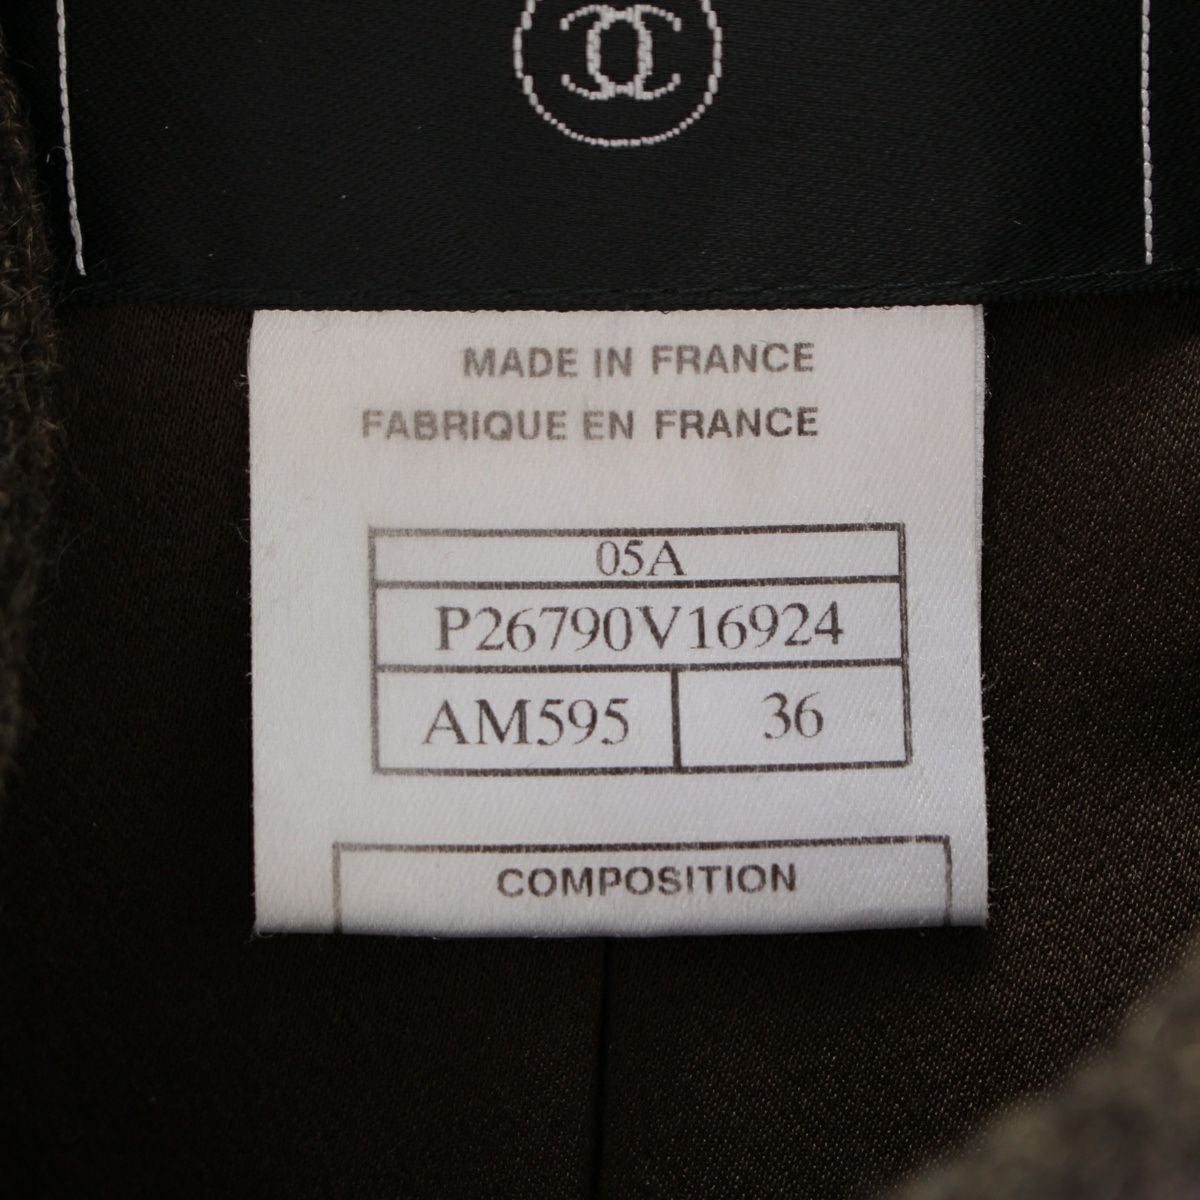 MADE IN FRANCE
FABRIQUE EN FRANCE
05A
P26790V16924
AM595 36
COMPOSITION